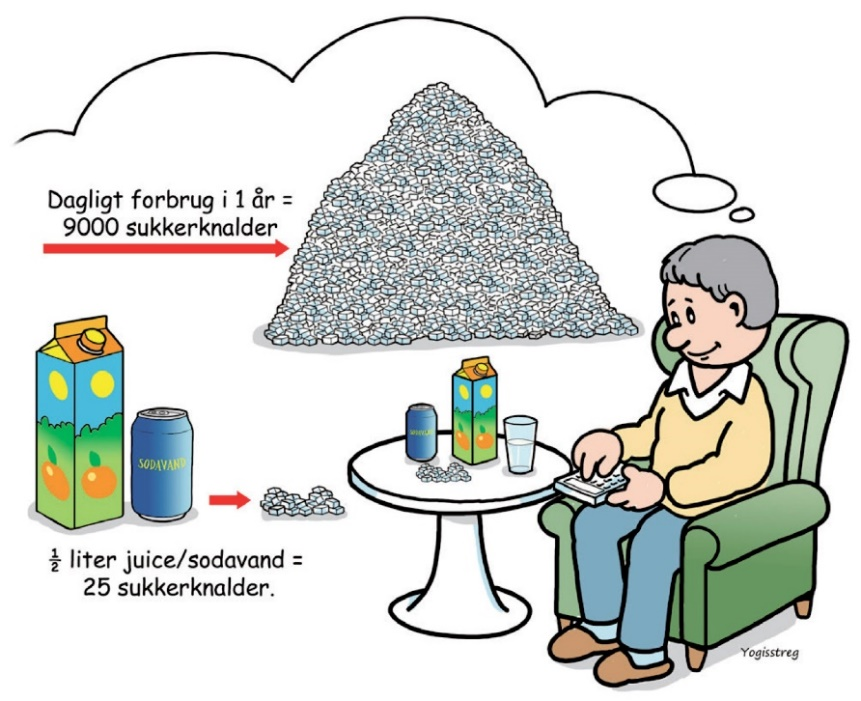 Dagligt forbrug i 1 år =
9000 sukkerknalder
SODAVAND
½ liter juice/sodavand =
25 sukkerknalder.
Yogisstreg